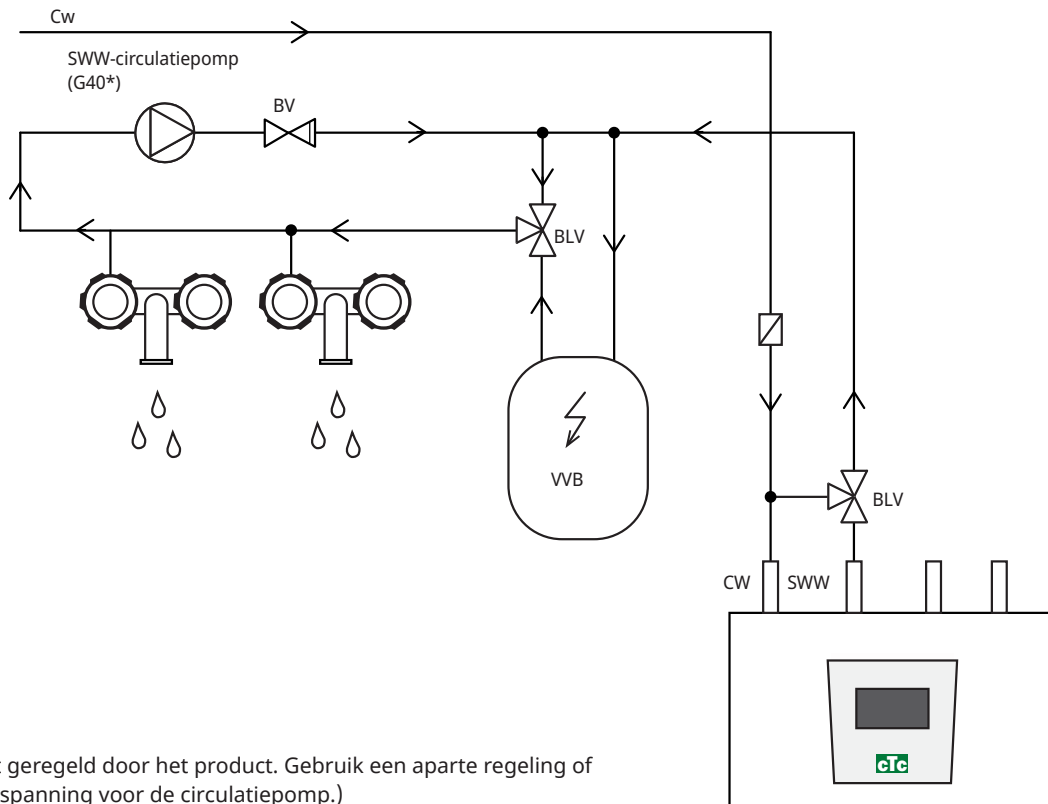 Cw
SWW-circulatiepomp
(G40*)
BV
BLV
VVB
BLV
CW
SWW
cTc
geregeld door het product. Gebruik een aparte regeling of
spanning voor de circulatiepomp.)